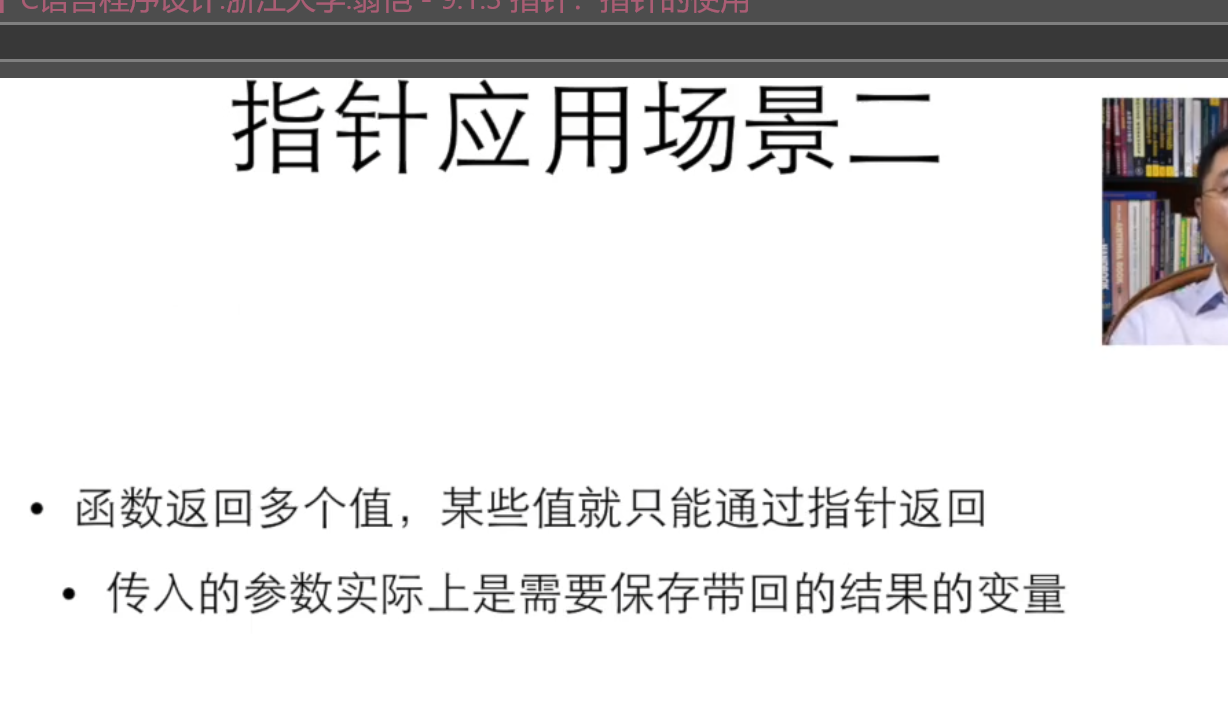 C语言程序设计.浙江大学.翁恺 - 9.1.3 指针：指针的使用
指针应用场景二
• 函数返回多个值，某些值就只能通过指针返回
• 传入的参数实际上是需要保存带回的结果的变量